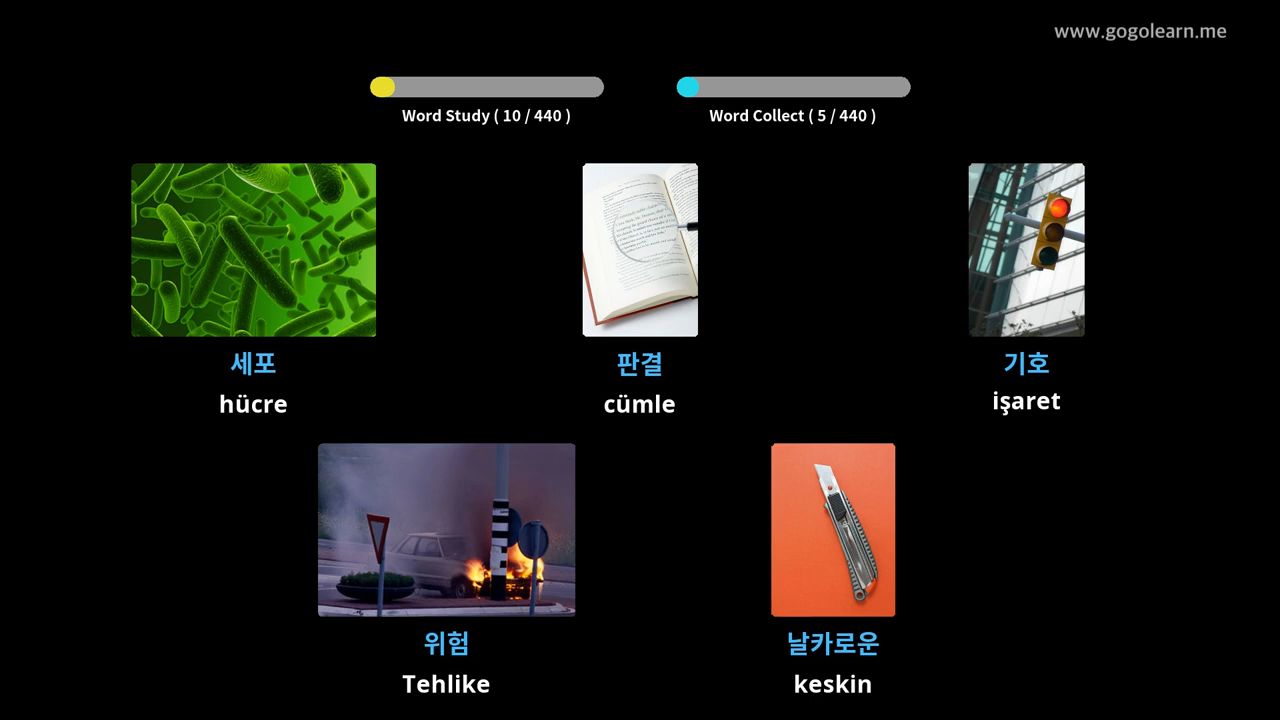 www.gogolearn.me
Word Study ( 10 / 440 )
Word Collect ( 5 / 440 )
세포
hücre
판결
cümle
기호
işaret
위험
Tehlike
날카로운
keskin